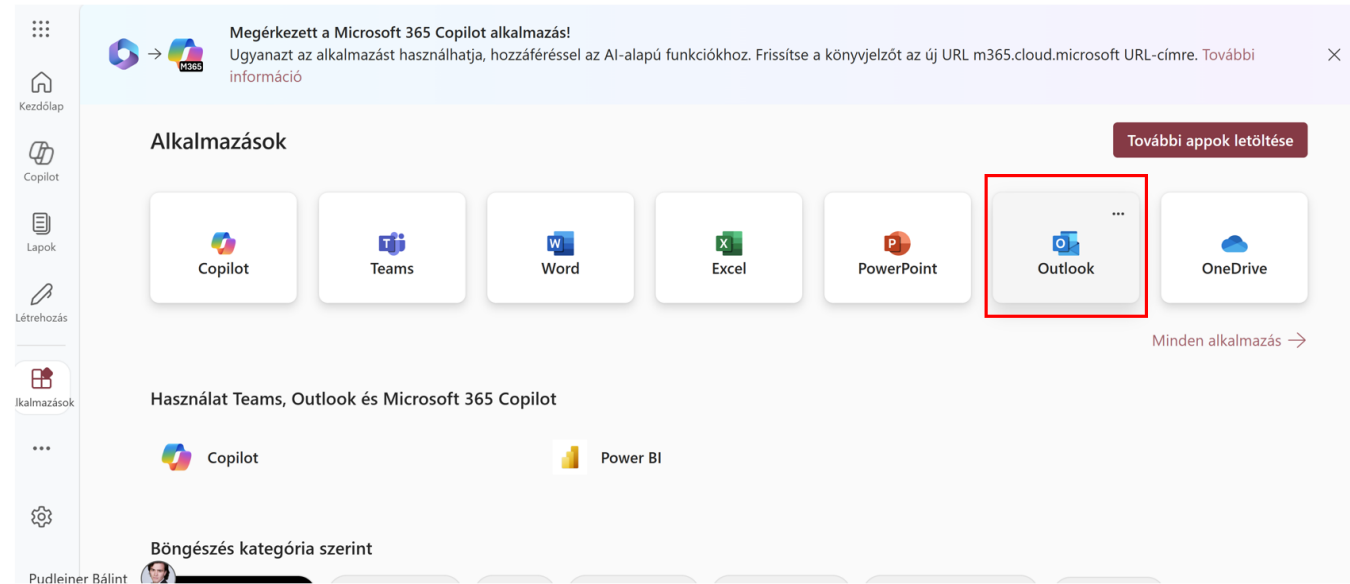 Megérkezett a Microsoft 365 Copilot alkalmazás!
Ugyanazt az alkalmazást használhatja, hozzáféréssel az AI-alapú funkciókhoz. Frissítse a könyvjelzőt az új URL m365.cloud.microsoft URL-címre. További
információ
M365
Kezdőlap
Copilot
Lapok
Létrehozás
lkalmazások
Alkalmazások
További appok letöltése
Copilot
Teams
Word
Excel
PowerPoint
Outlook
OneDrive
Minden alkalmazás
Használat Teams, Outlook és Microsoft 365 Copilot
Copilot
Power BI
Böngészés kategória szerint
Pudleiner Bálint